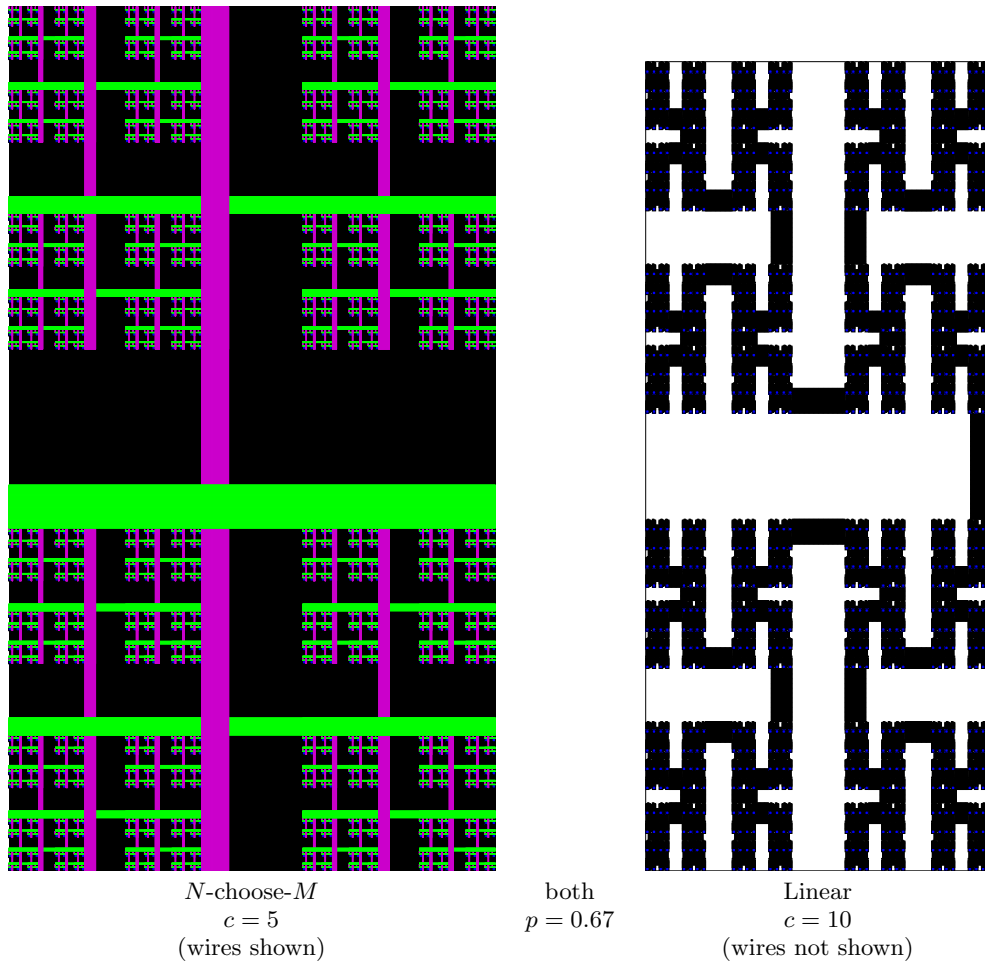 N-choose-M
c = 5
(wires shown)
both
p = 0.67
Linear
c = 10
(wires not shown)